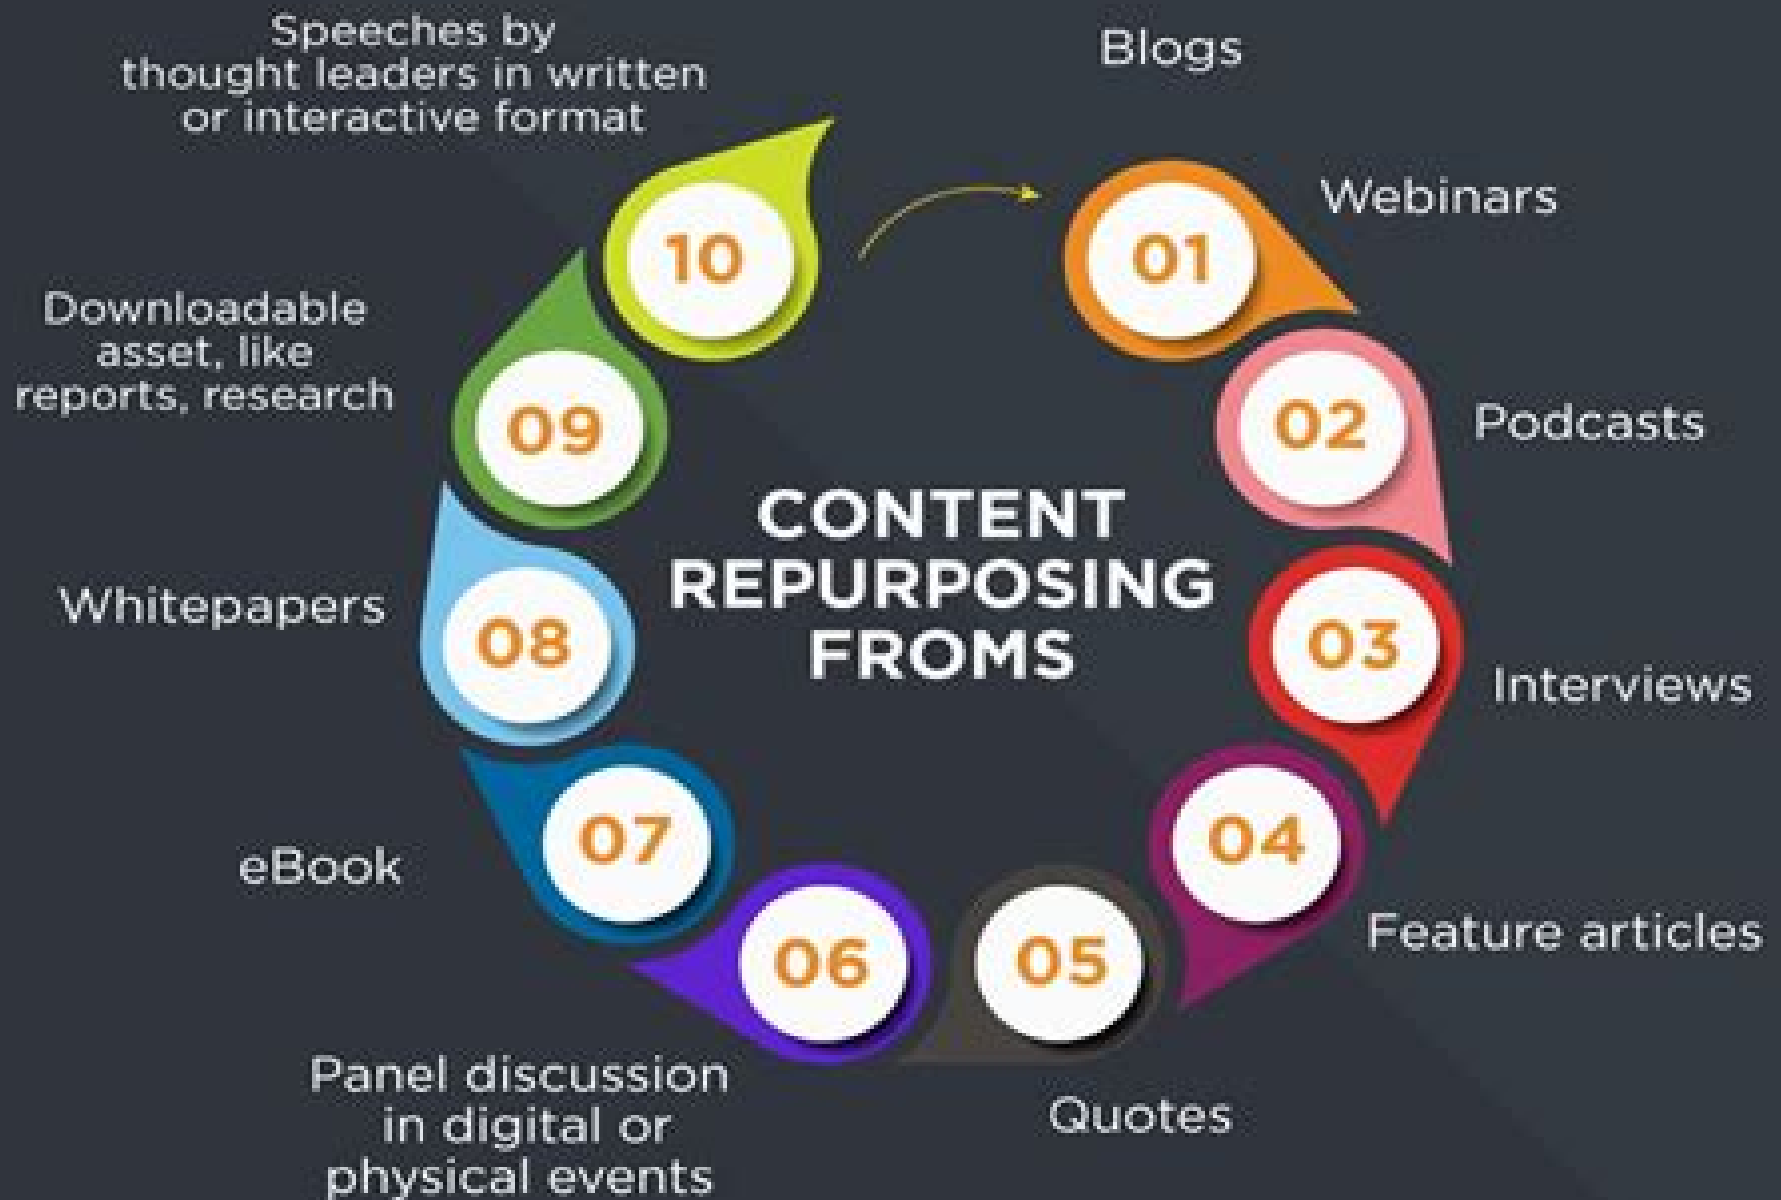 CONTENT
REPURPOSING
FROMS
Blogs
01
Webinars
02
Podcasts
03
Interviews
04
Feature articles
05
Quotes
06
Panel discussion
in digital or
physical events
07
eBook
08
Whitepapers
09
Downloadable
asset, like
reports, research
10
Speeches by
thought leaders in written
or interactive format